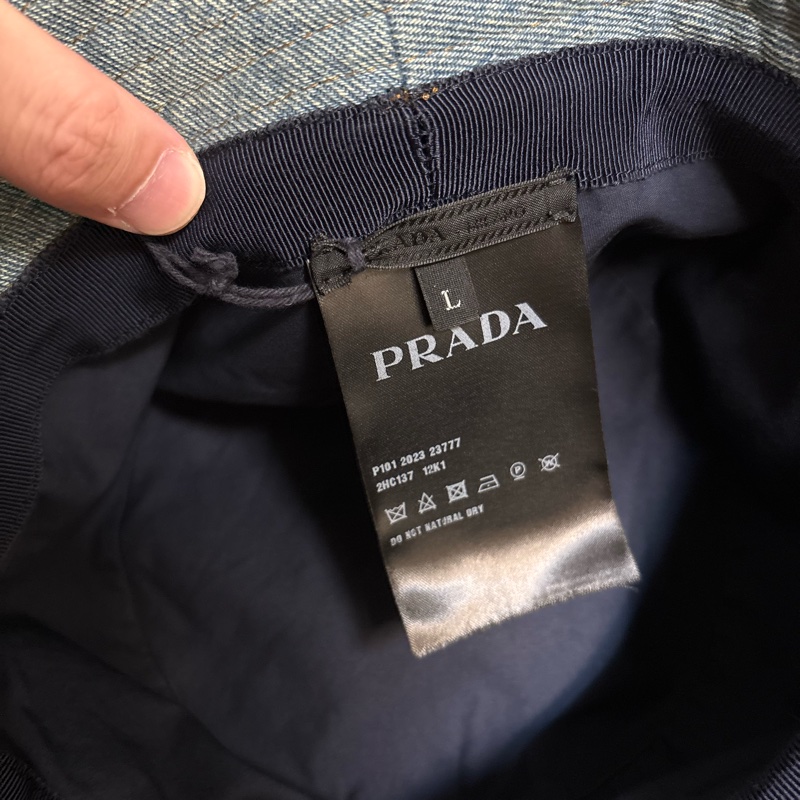 L
PRADA
P101 2023 23777
2HC137 12K1
DO NOT NATURAL DRY